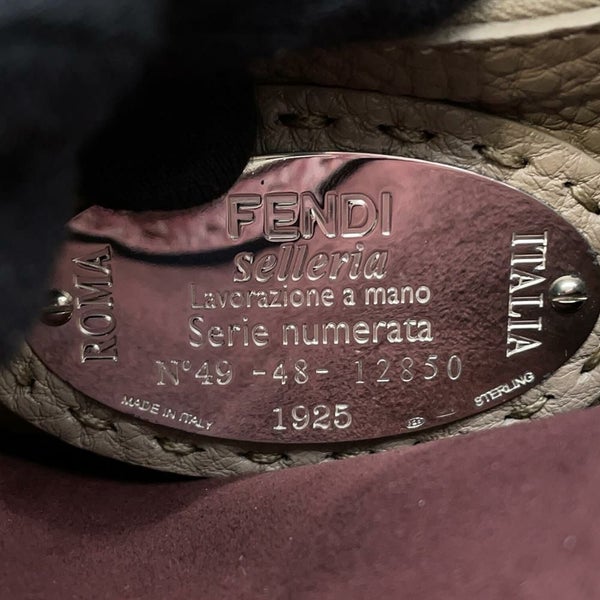 FENDI
selleria
Lavorazione a mano
Serie numerata
N°49 -48- 12850
1925
ROMA
ITALIA
MADE IN ITALY
STERLING